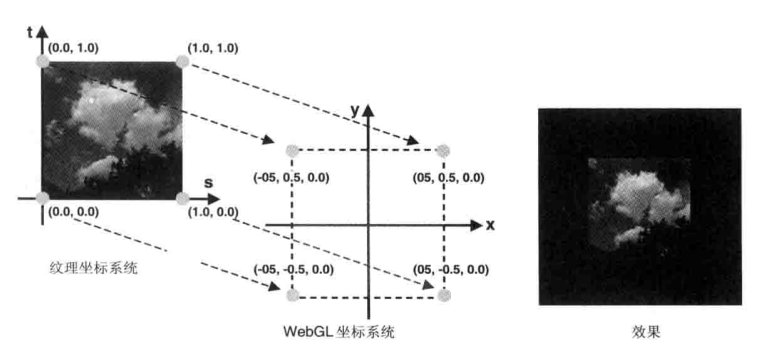 t
(0.0, 1.0)
(1.0, 1.0)
s
(0.0, 0.0)
(1.0, 0.0)
纹理坐标系统
y
(-05, 0.5, 0.0)
(05, 0.5, 0.0)
x
(-05, -0.5, 0.0)
(05, -0.5, 0.0)
WebGL 坐标系统
效果